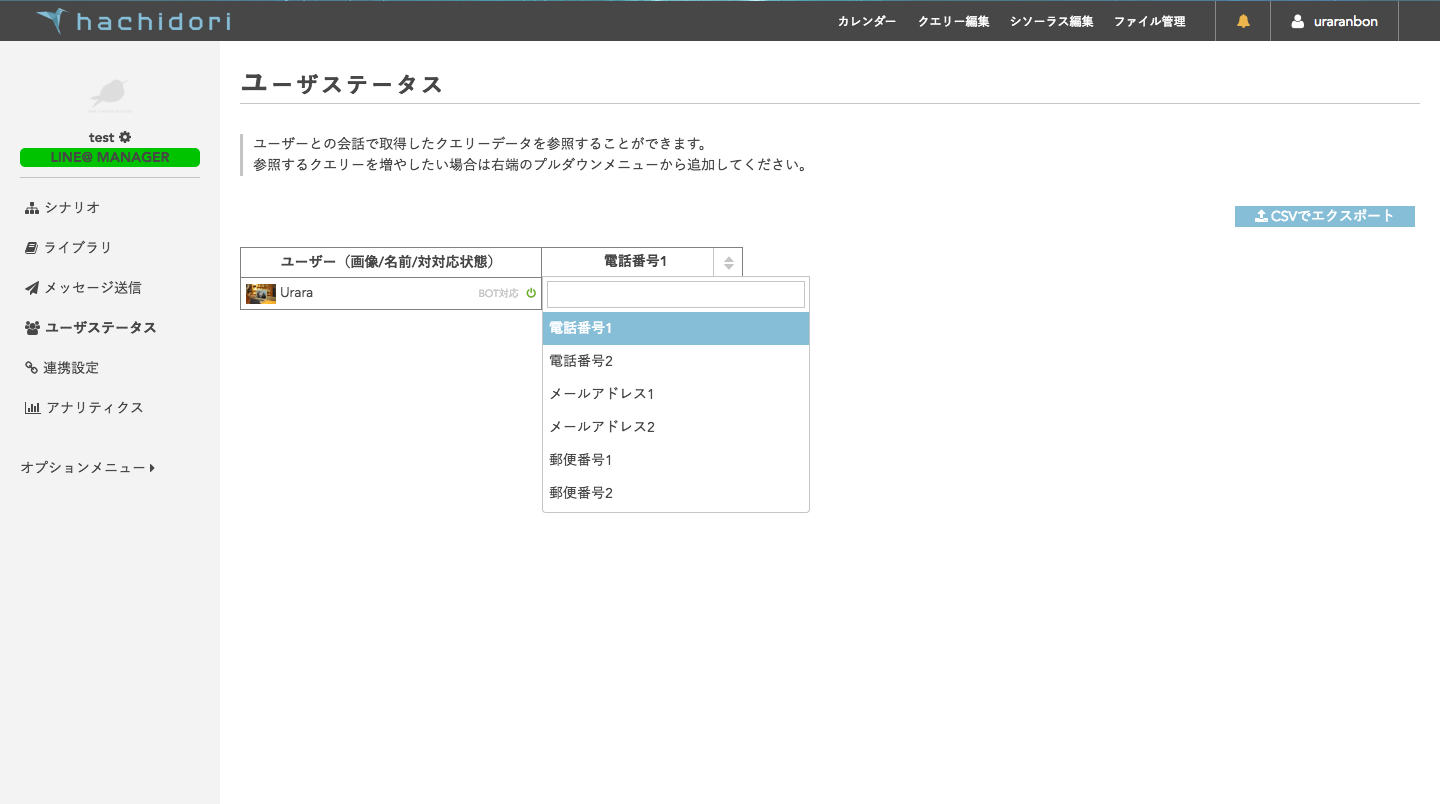 hachidori
カレンダー クエリー編集 シソーラス編集 ファイル管理 uraranbon
test
LINE@ MANAGER
シナリオ
ライブラリ
メッセージ送信
ユーザステータス
連携設定
アナリティクス
オプションメニュー
ユーザステータス
ユーザーとの会話で取得したクエリーデータを参照することができます。
参照するクエリーを増やしたい場合は右端のプルダウンメニューから追加してください。
CSVでエクスポート
ユーザー（画像/名前/対対応状態） 電話番号1
Urara BOT対応
電話番号1
電話番号2
メールアドレス1
メールアドレス2
郵便番号1
郵便番号2